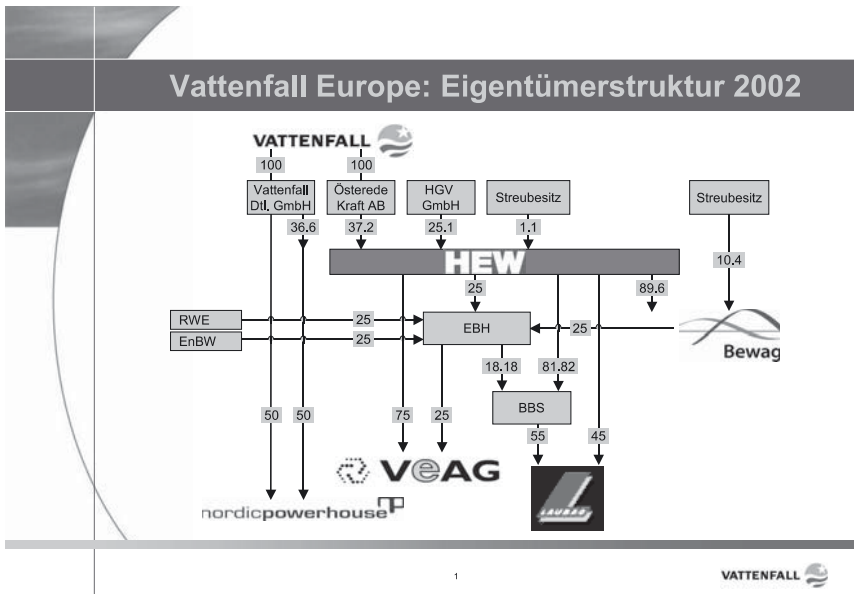 Vattenfall Europe: Eigentümerstruktur 2002
VATTENFALL
100
100
Vattenfall
Dtl. GmbH
Österede
Kraft AB
HGV
GmbH
Streubesitz
Streubesitz
36.6
37.2
25.1
1.1
10.4
HEW
25
89.6
RWE
25
EBH
25
EnBW
25
Bewag
18.18
81.82
BBS
50
50
75
25
55
45
VeAG
LAUBAG
nordicpowerhouse
1
VATTENFALL